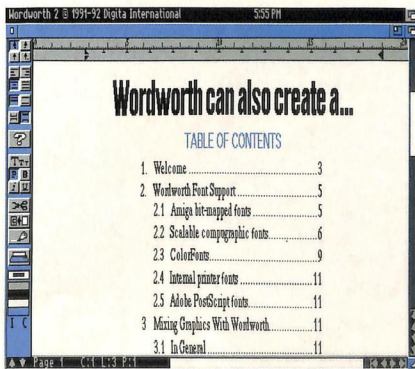 Wordworth 2 © 1991-92 Digita International 5:55 PM
Wordworth can also create a...
TABLE OF CONTENTS
1. Welcome 3
2. Wordworth Font Support 5
2.1 Amiga bit-mapped fonts 5
2.2 Scalable compugraphic fonts 6
2.3 ColorFonts 9
2.4 Internal printer fonts 11
2.5 Adobe PostScript fonts 11
3 Mixing Graphics With Wordworth 11
3.1 In General 11
Page 1 C:1 L:3 P:1